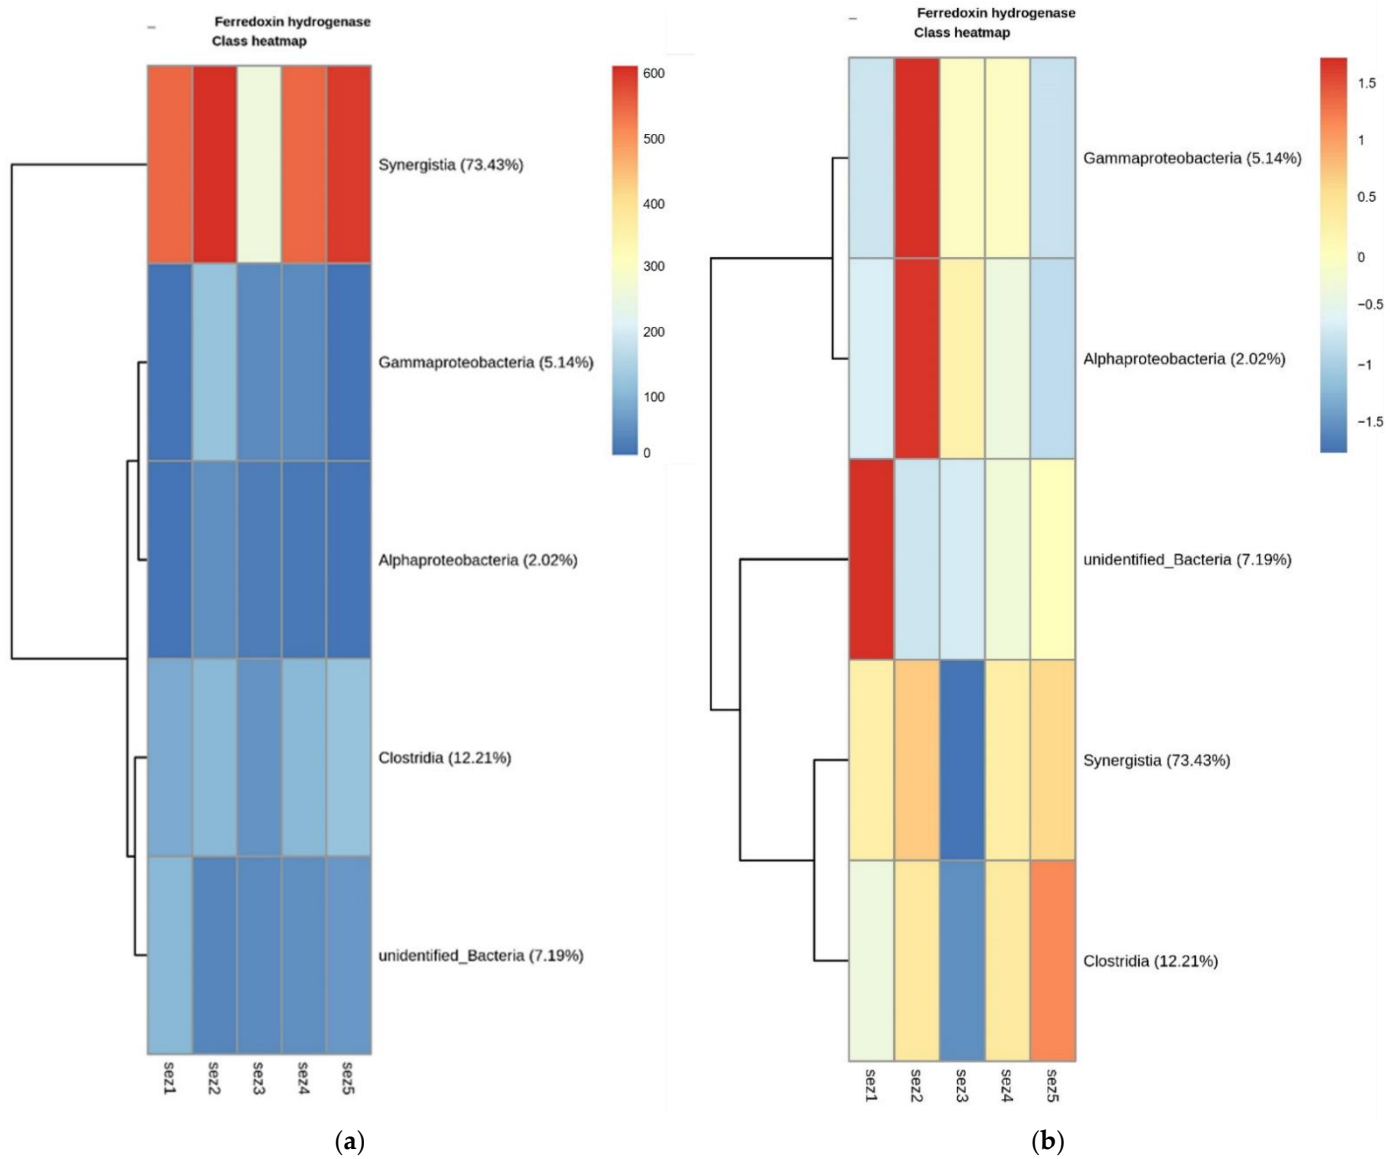 Ferredoxin hydrogenase
Class heatmap
Synergistia (73.43%)
Gammaproteobacteria (5.14%)
Alphaproteobacteria (2.02%)
Clostridia (12.21%)
unidentified_Bacteria (7.19%)
600
500
400
300
200
100
0
sez1
sez2
sez3
sez4
sez5
(a)
Ferredoxin hydrogenase
Class heatmap
Gammaproteobacteria (5.14%)
Alphaproteobacteria (2.02%)
unidentified_Bacteria (7.19%)
Synergistia (73.43%)
Clostridia (12.21%)
1.5
1
0.5
0
−0.5
−1
−1.5
sez1
sez2
sez3
sez4
sez5
(b)